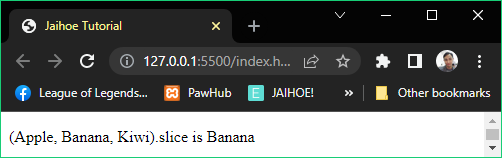 Jaihoe Tutorial
127.0.0.1:5500/index.h...
League of Legends... PawHub JAIHOE! » Other bookmarks
(Apple, Banana, Kiwi).slice is Banana